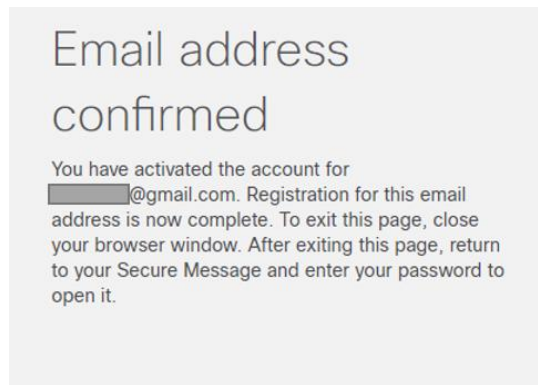 Email address
confirmed
You have activated the account for
@gmail.com. Registration for this email
address is now complete. To exit this page, close
your browser window. After exiting this page, return
to your Secure Message and enter your password to
open it.